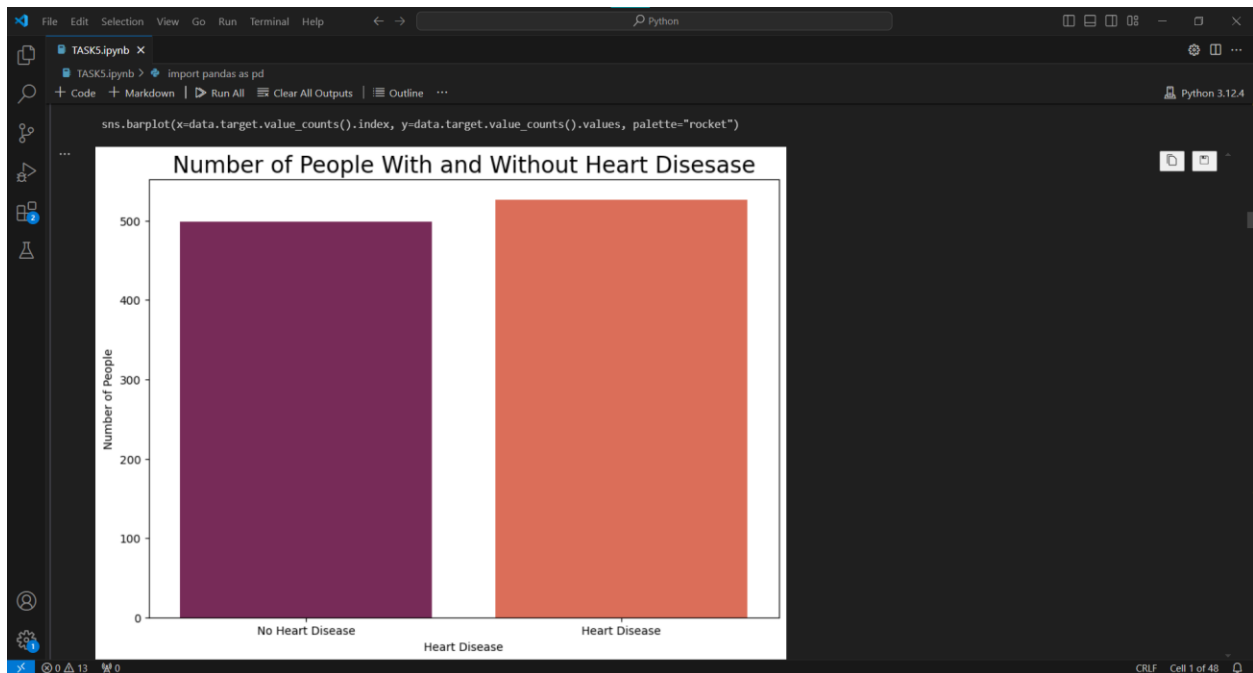 File Edit Selection View Go Run Terminal Help
Python
TASK5.ipynb
TASK5.ipynb > import pandas as pd
+ Code + Markdown | Run All Clear All Outputs | Outline ...
Python 3.12.4
sns.barplot(x=data.target.value_counts().index, y=data.target.value_counts().values, palette="rocket")
...
Number of People With and Without Heart Disesase
500
400
300
200
100
0
Number of People
No Heart Disease Heart Disease
Heart Disease
2
1
0 13 0
CRLF Cell 1 of 48